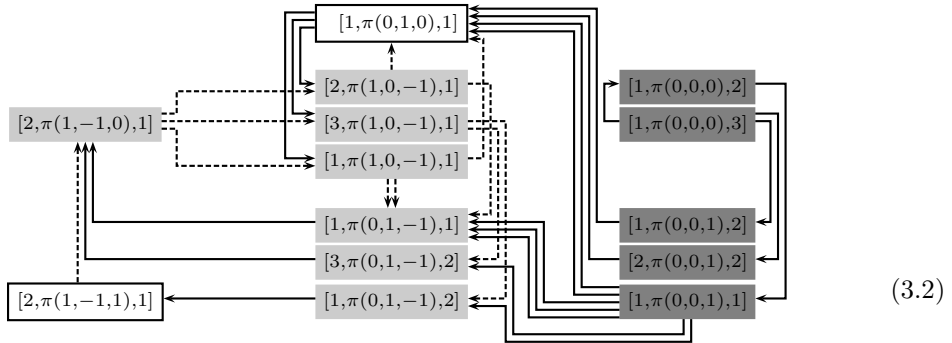 [1,π(0,1,0),1]
[2,π(1,0,−1),1]
[1,π(0,0,0),2]
[2,π(1,−1,0),1]
[3,π(1,0,−1),1]
[1,π(0,0,0),3]
[1,π(1,0,−1),1]
[1,π(0,1,−1),1]
[1,π(0,0,1),2]
[3,π(0,1,−1),2]
[2,π(0,0,1),2]
[2,π(1,−1,1),1]
[1,π(0,1,−1),2]
[1,π(0,0,1),1]
(3.2)